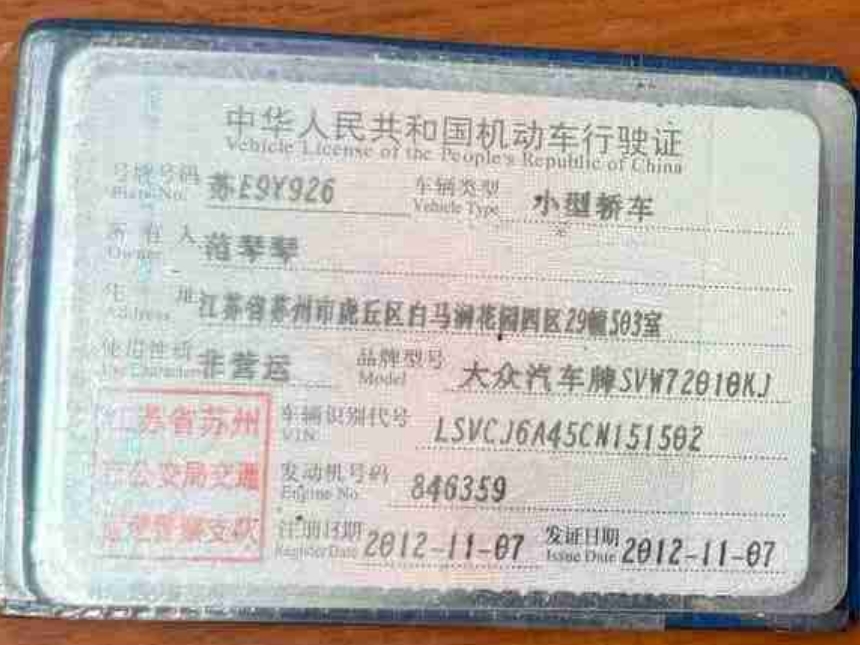 中华人民共和国机动车行驶证
Vehicle License of the People's Republic of China
号牌号码 苏E9Y926 车辆类型 小型轿车
Plate No. Vehicle Type
所有人 范琴琴
Owner
住址 江苏省苏州市虎丘区白马涧花园四区29幢503室
Address
使用性质 非营运 品牌型号 大众汽车牌SVW72010KJ
Use Character Model
江苏省苏州 车辆识别代号 LSVCJ6A45CN151502
VIN
市公安局交通 发动机号码 846359
Engine No.
巡逻警察支队 注册日期 2012-11-07 发证日期 2012-11-07
Register Date Issue Date